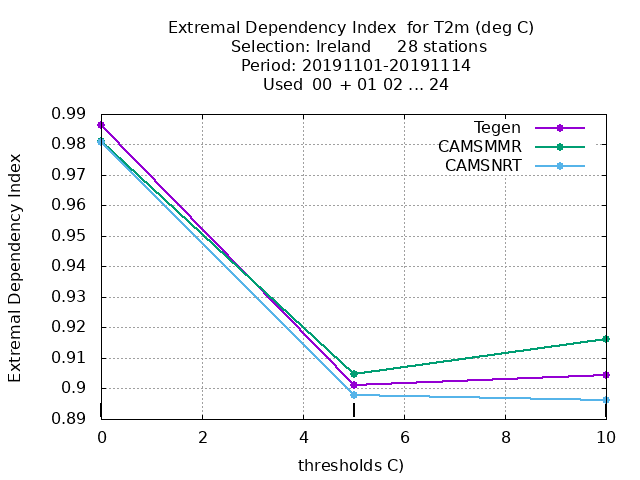 Extremal Dependency Index  for T2m (deg C)
Selection: Ireland     28 stations
Period: 20191101-20191114
Used  00  + 01 02 ... 24
Extremal Dependency Index
0.99
0.98
0.97
0.96
0.95
0.94
0.93
0.92
0.91
0.9
0.89
Tegen
CAMSMMR
CAMSNRT
0 2 4 6 8 10
thresholds C)